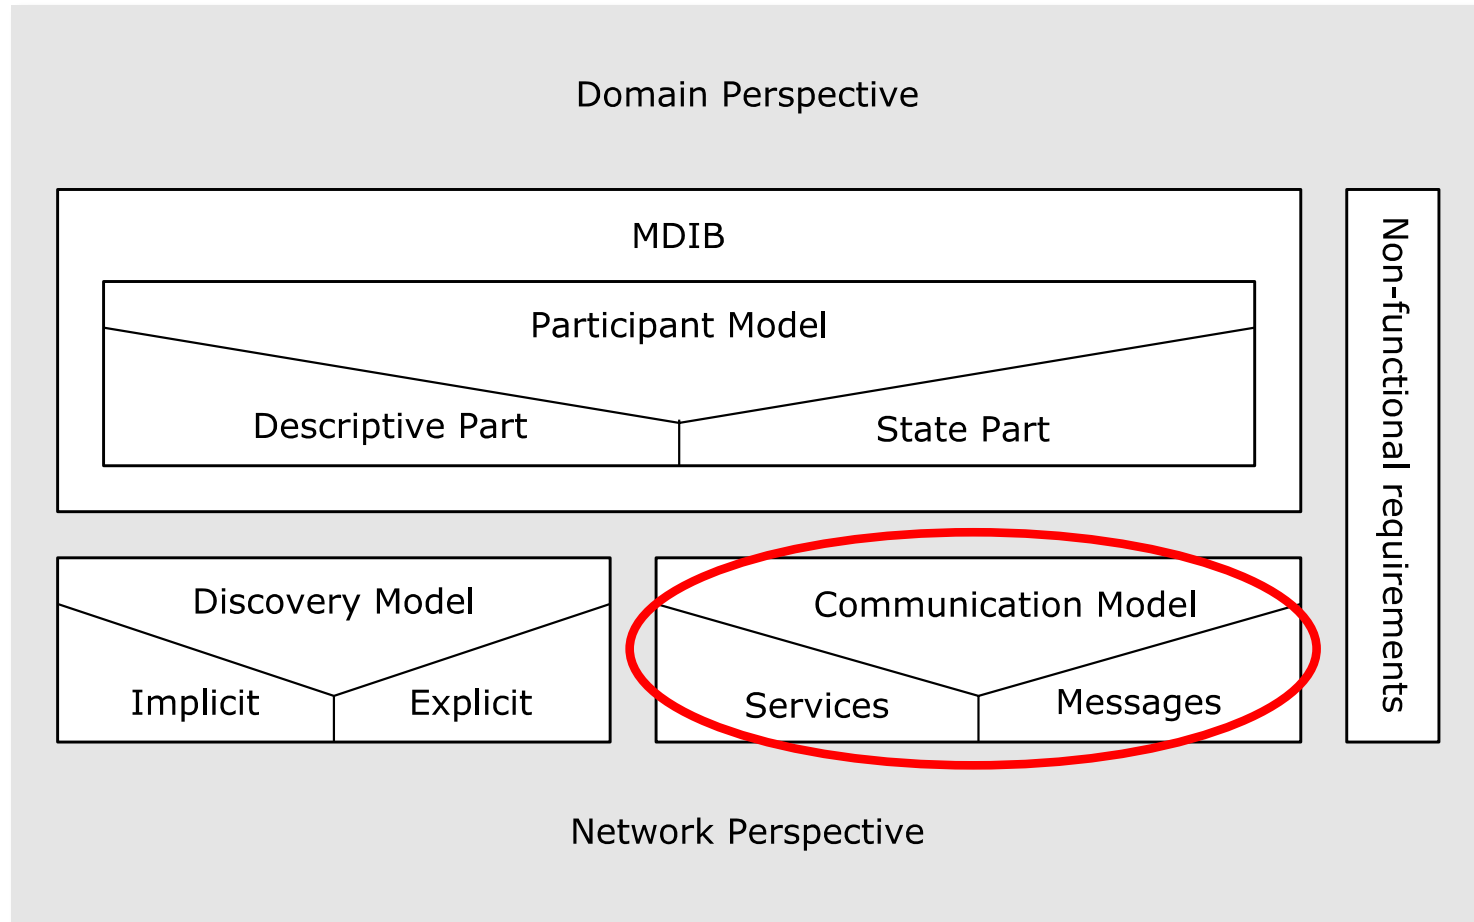 Domain Perspective
MDIB
Participant Model
Descriptive Part
State Part
Non-functional requirements
Discovery Model
Implicit
Explicit
Communication Model
Services
Messages
Network Perspective